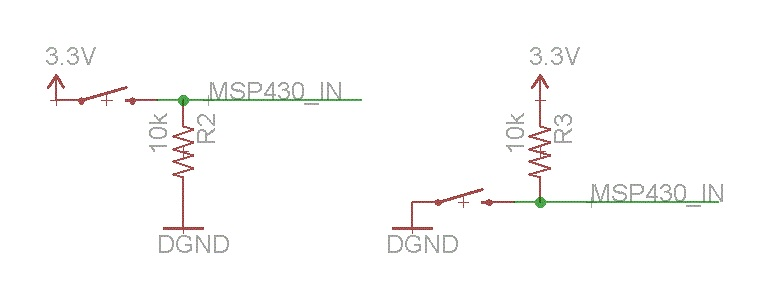 3.3V
MSP430_IN
10k
R2
DGND
3.3V
10k
R3
MSP430_IN
DGND